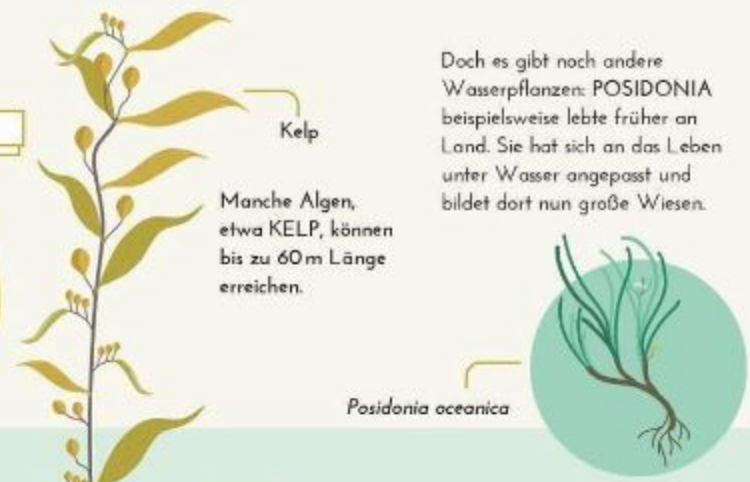 Kelp
Manche Algen,
etwa KELP, können
bis zu 60m Länge
erreichen.
Doch es gibt noch andere
Wasserpflanzen: POSIDONIA
beispielsweise lebte früher an
Land. Sie hat sich an das Leben
unter Wasser angepasst und
bildet dort nun große Wiesen.
Posidonia oceanica